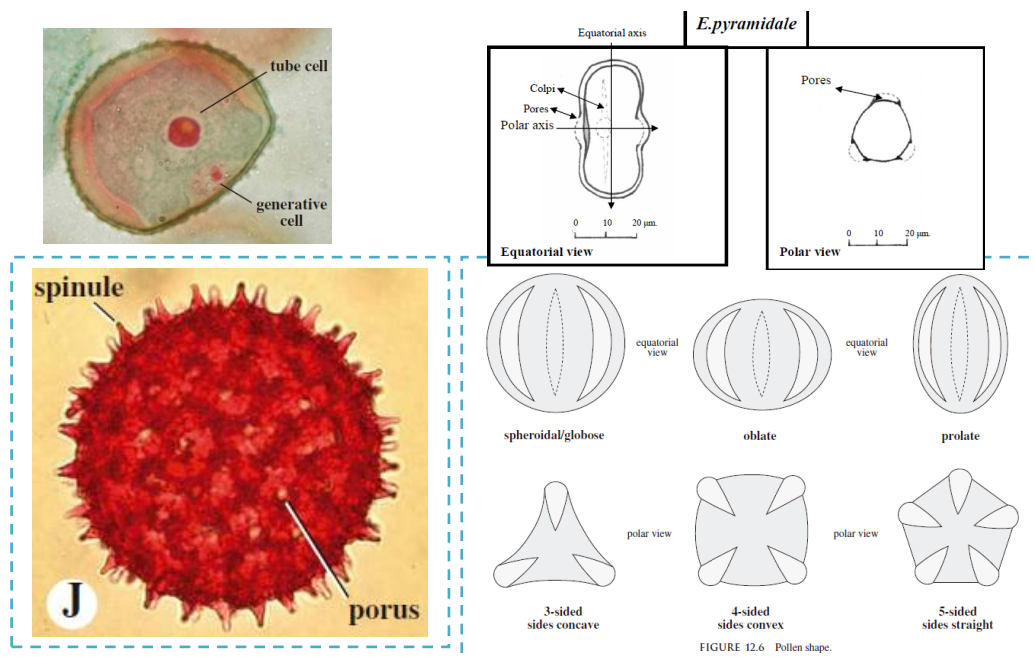 tube cell
generative
cell
E.pyramidale
Equatorial axis
Colpi
Pores
Polar axis
0 10 20 μm.
Equatorial view
Pores
0 10 20 μm.
Polar view
spinule
J
porus
equatorial
view
equatorial
view
spheroidal/globose
oblate
prolate
polar view
polar view
3-sided
sides concave
4-sided
sides convex
5-sided
sides straight
FIGURE 12.6 Pollen shape.